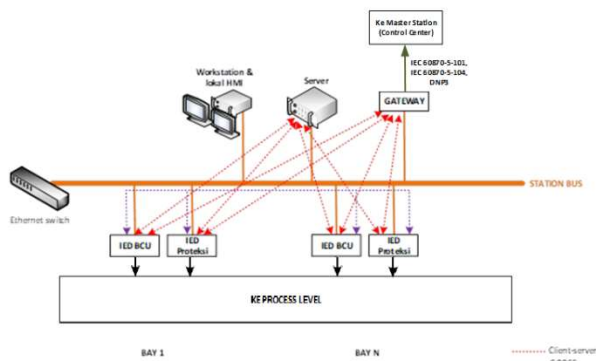 Ke Master Station
(Control Center)
IEC 60870-5-101,
IEC 60870-5-104,
DNP3
Workstation &
lokal HMI
Server
GATEWAY
STATION BUS
Ethernet switch
IED BCU
IED
Proteksi
IED BCU
IED
Proteksi
KE PROCESS LEVEL
BAY 1
BAY N
Client-server